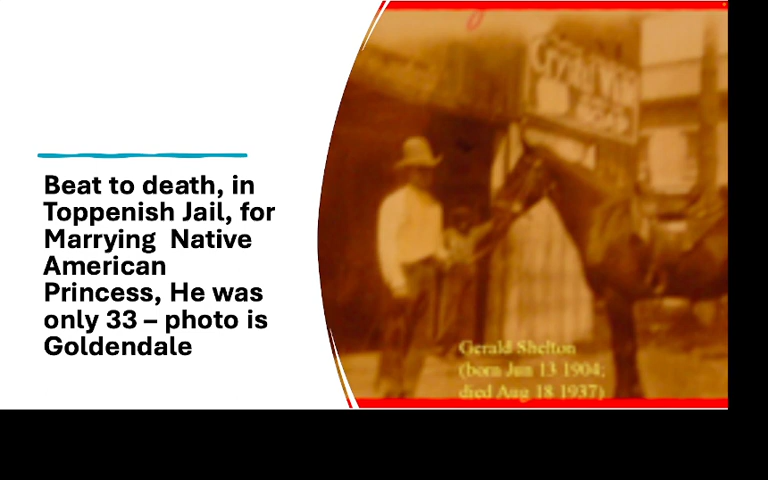 Beat to death, in
Toppenish Jail, for
Marrying  Native
American
Princess, He was
only 33 – photo is
Goldendale
Gerald Shelton
(born Jun 13 1904;
died Aug 18 1937)